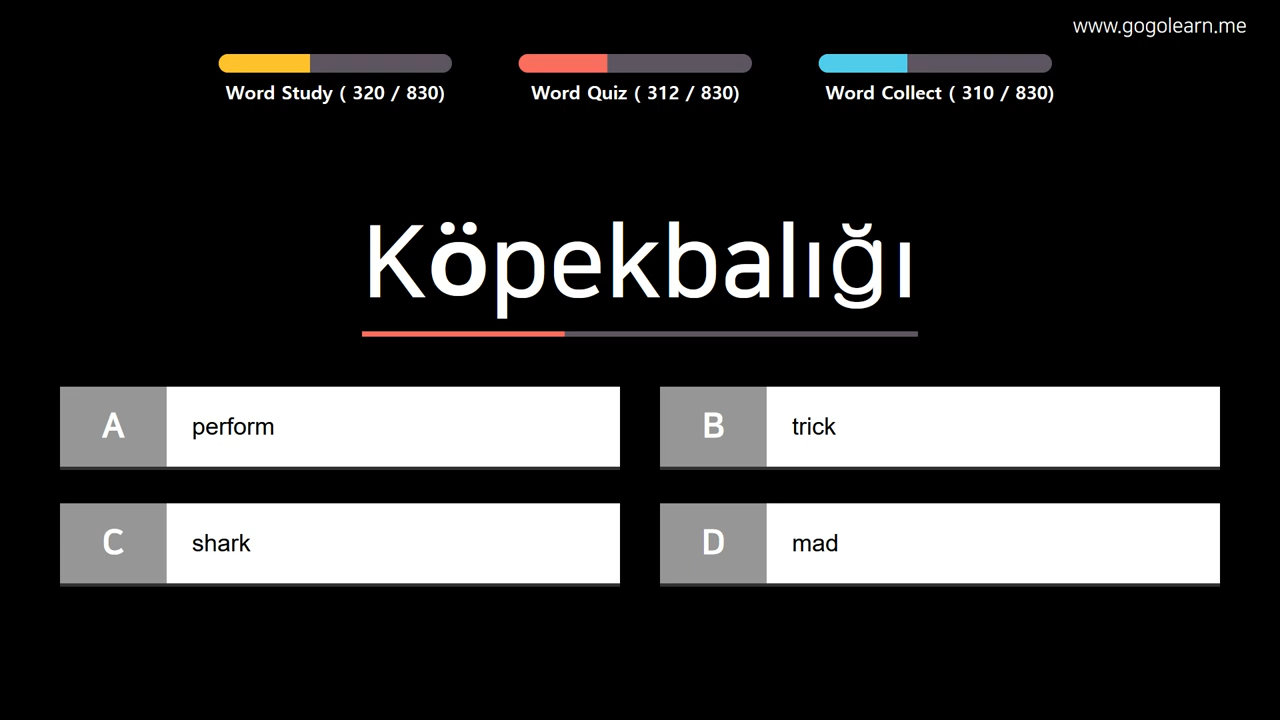 www.gogolearn.me
Word Study ( 320 / 830)
Word Quiz ( 312 / 830)
Word Collect ( 310 / 830)
Köpekbalığı
A perform
B trick
C shark
D mad